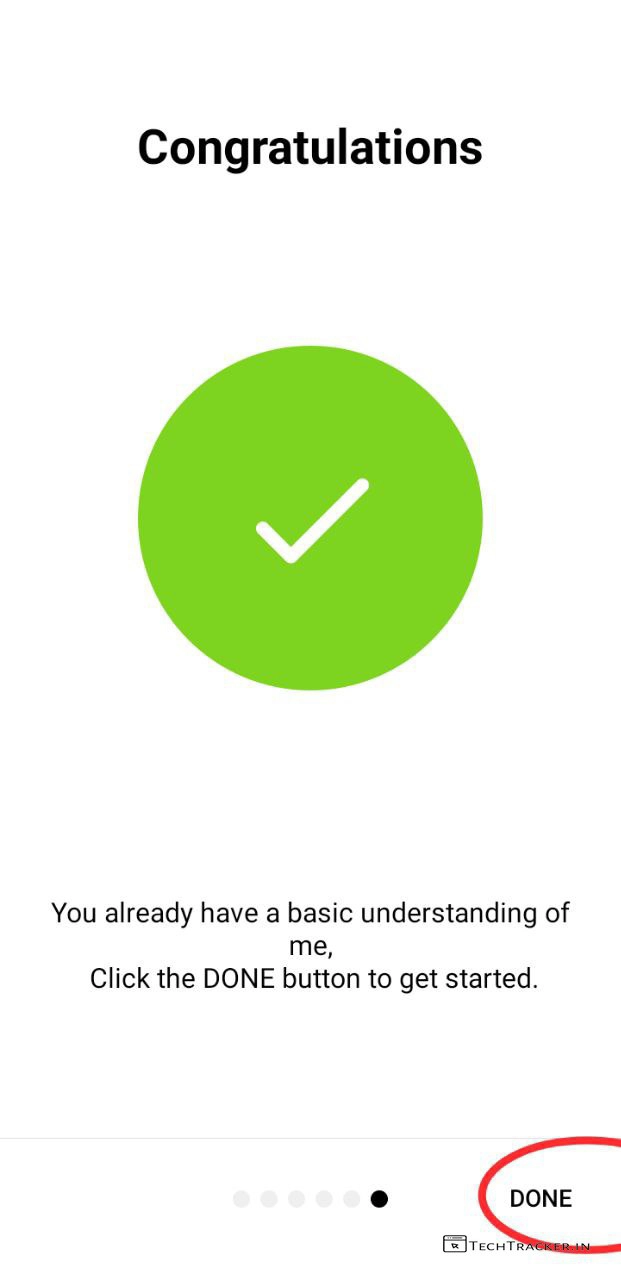 Congratulations
You already have a basic understanding of
me,
Click the DONE button to get started.
DONE
TECHTRACKER.IN